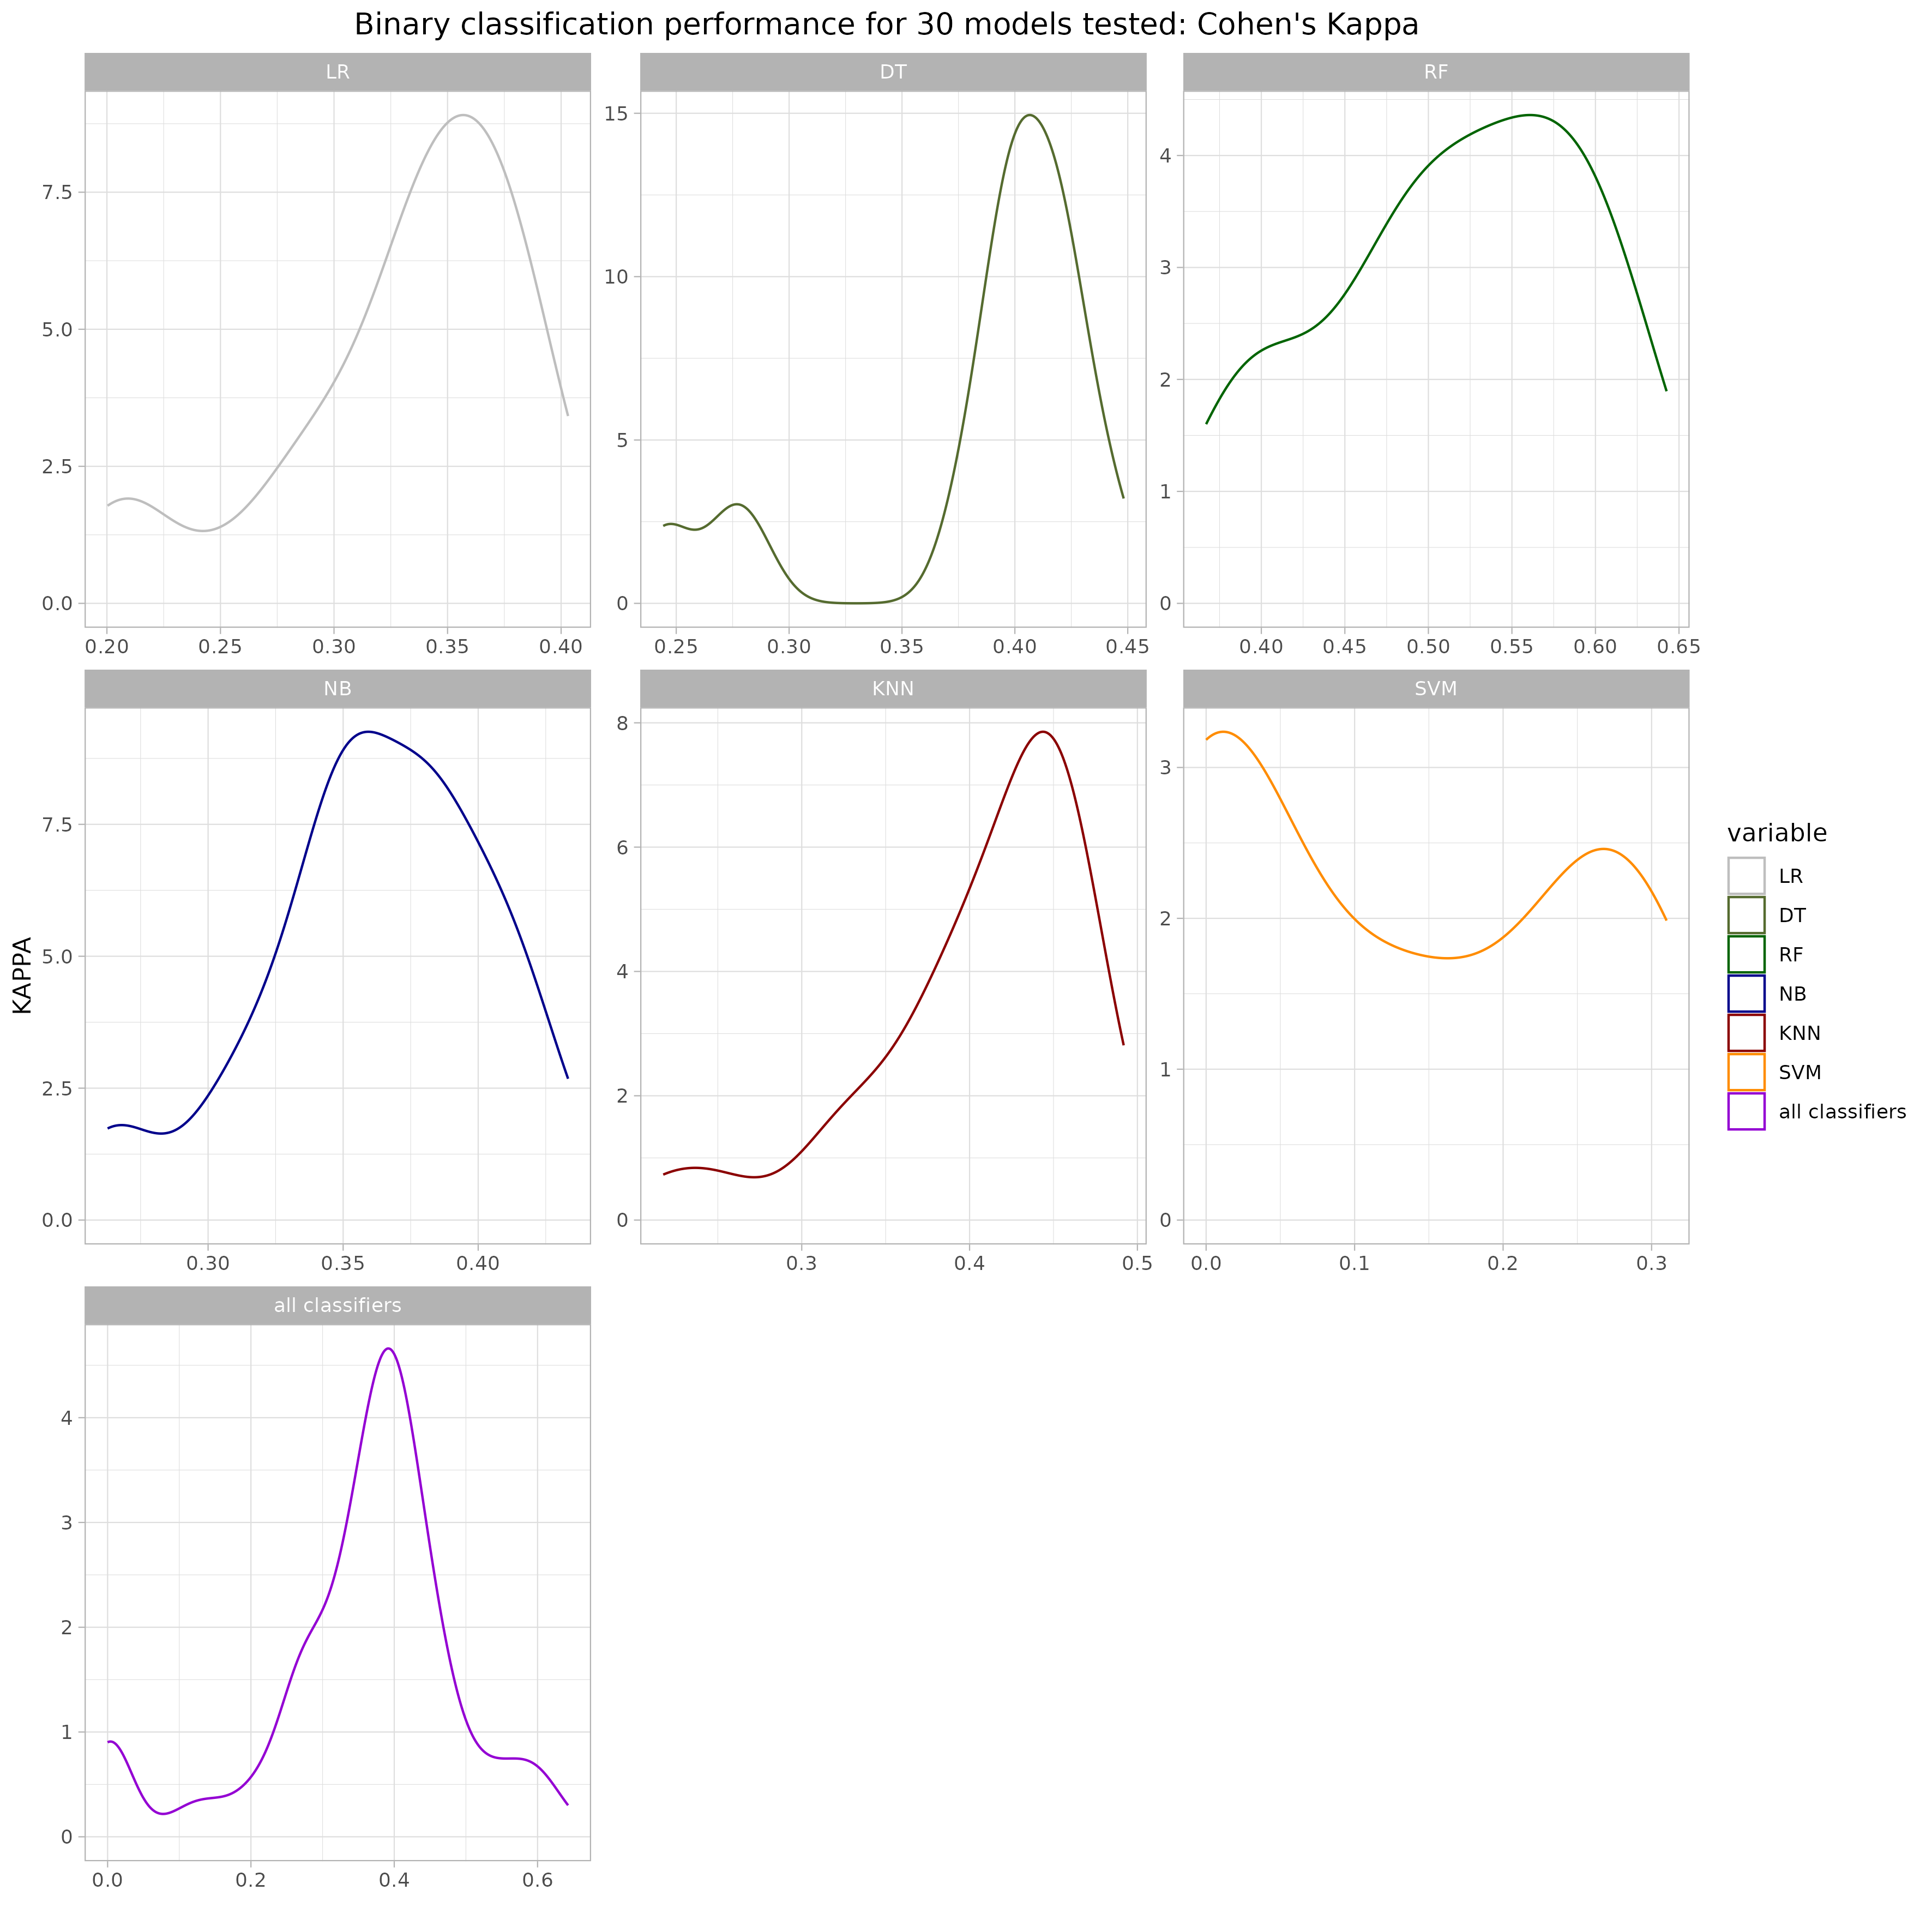 Binary classification performance for 30 models tested: Cohen's Kappa
LR DT RF
7.5
5.0
2.5
0.0
0.20 0.25 0.30 0.35 0.40
15
10
5
0
0.25 0.30 0.35 0.40 0.45
4
3
2
1
0
0.40 0.45 0.50 0.55 0.60 0.65
NB KNN SVM
KAPPA
7.5
5.0
2.5
0.0
0.30 0.35 0.40
8
6
4
2
0
0.3 0.4 0.5
3
2
1
0
0.0 0.1 0.2 0.3
all classifiers
4
3
2
1
0
0.0 0.2 0.4 0.6
variable
LR
DT
RF
NB
KNN
SVM
all classifiers